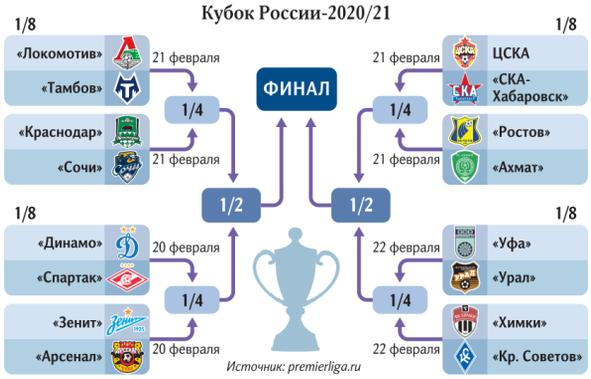 Кубок России-2020/21
1/8
«Локомотив»
«Тамбов»
21 февраля
1/4
«Краснодар»
«Сочи»
21 февраля
1/2
1/8
«Динамо»
«Спартак»
20 февраля
1/4
«Зенит»
«Арсенал»
20 февраля
ФИНАЛ
1/8
ЦСКА
«СКА-
Хабаровск»
21 февраля
1/4
«Ростов»
«Ахмат»
21 февраля
1/2
1/8
«Уфа»
«Урал»
22 февраля
1/4
«Химки»
«Кр. Советов»
22 февраля
Источник: premierliga.ru